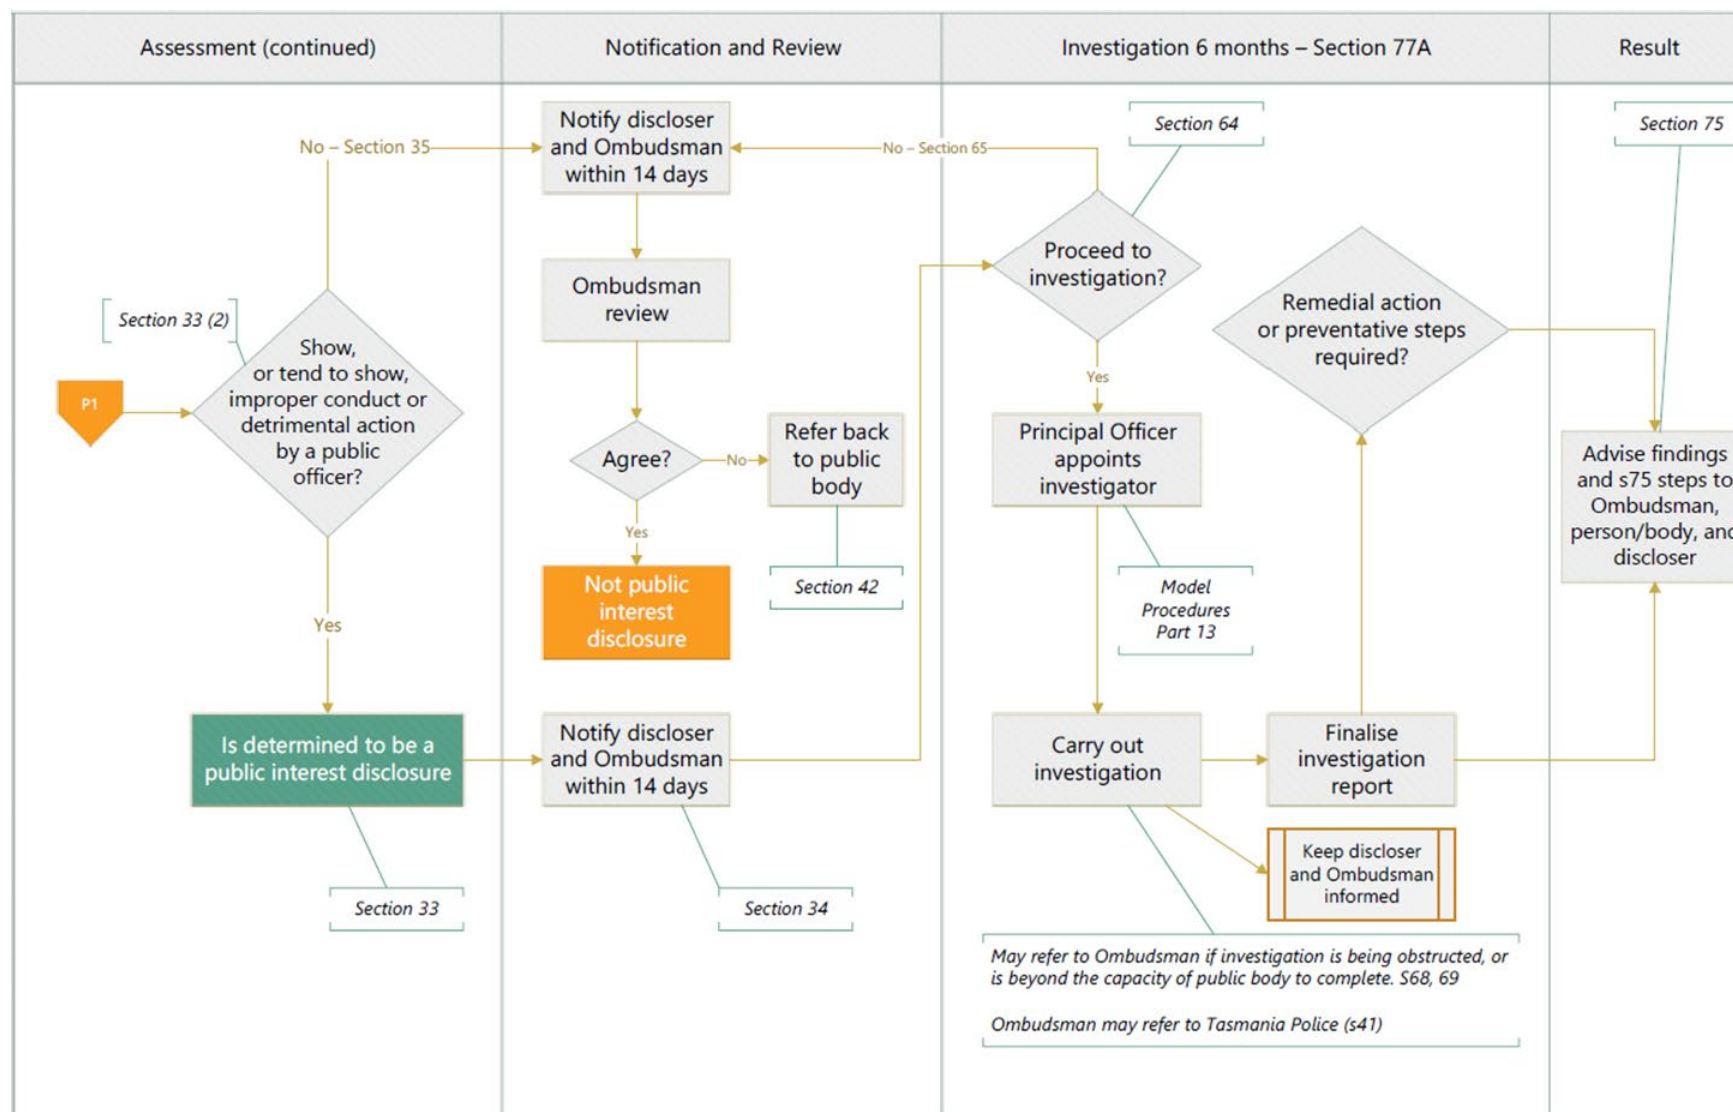 Assessment (continued)
Notification and Review
Investigation 6 months – Section 77A
Result
No – Section 35
Section 33 (2)
P1
Show,
or tend to show,
improper conduct or
detrimental action
by a public
officer?
Yes
Is determined to be a
public interest disclosure
Section 33
Notify discloser
and Ombudsman
within 14 days
Ombudsman
review
Agree?
No
Refer back
to public
body
Section 42
Yes
Not public
interest
disclosure
Notify discloser
and Ombudsman
within 14 days
Section 34
No – Section 65
Section 64
Proceed to
investigation?
Yes
Principal Officer
appoints
investigator
Model
Procedures
Part 13
Carry out
investigation
Finalise
investigation
report
Keep discloser
and Ombudsman
informed
May refer to Ombudsman if investigation is being obstructed, or
is beyond the capacity of public body to complete. S68, 69
Ombudsman may refer to Tasmania Police (s41)
Remedial action
or preventative steps
required?
Section 75
Advise findings
and s75 steps to
Ombudsman,
person/body, and
discloser